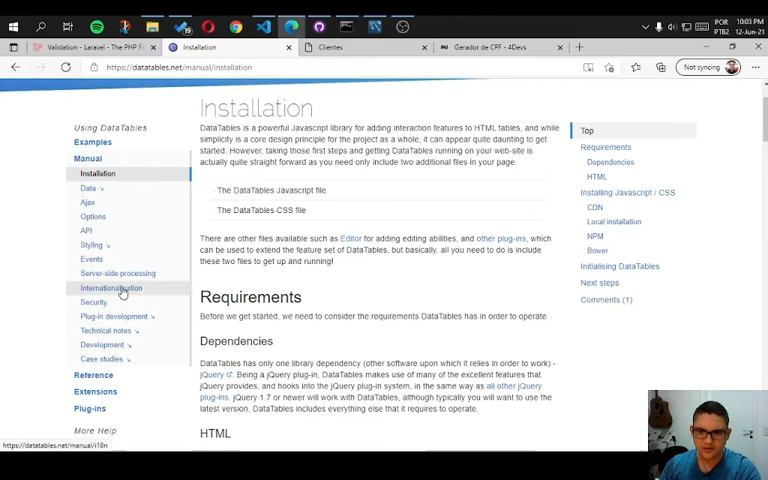 POR
PTB2
10:03 PM
12-Jun-21
Validation - Laravel - The PHP F
Installation
Clientes
Gerador de CPF - 4Devs
https://datatables.net/manual/installation
Not syncing
Using DataTables
Examples
Manual
Installation
Data
Ajax
Options
API
Styling
Events
Server-side processing
Internationalisation
Security
Plug-in development
Technical notes
Development
Case studies
Reference
Extensions
Plug-ins
More Help
https://datatables.net/manual/i18n
Installation
DataTables is a powerful Javascript library for adding interaction features to HTML tables, and while
simplicity is a core design principle for the project as a whole, it can appear quite daunting to get
started. However, taking those first steps and getting DataTables running on your web-site is
actually quite straight forward as you need only include two additional files in your page:
The DataTables Javascript file
The DataTables CSS file
There are other files available such as Editor for adding editing abilities, and other plug-ins, which
can be used to extend the feature set of DataTables, but basically, all you need to do is include
these two files to get up and running!
Requirements
Before we get started, we need to consider the requirements DataTables has in order to operate.
Dependencies
DataTables has only one library dependency (other software upon which it relies in order to work) -
jQuery. Being a jQuery plug-in, DataTables makes use of many of the excellent features that
jQuery provides, and hooks into the jQuery plug-in system, in the same way as all other jQuery
plug-ins. jQuery 1.7 or newer will work with DataTables, although typically you will want to use the
latest version. DataTables includes everything else that it requires to operate.
HTML
Top
Requirements
Dependencies
HTML
Installing Javascript / CSS
CDN
Local installation
NPM
Bower
Initialising DataTables
Next steps
Comments (1)